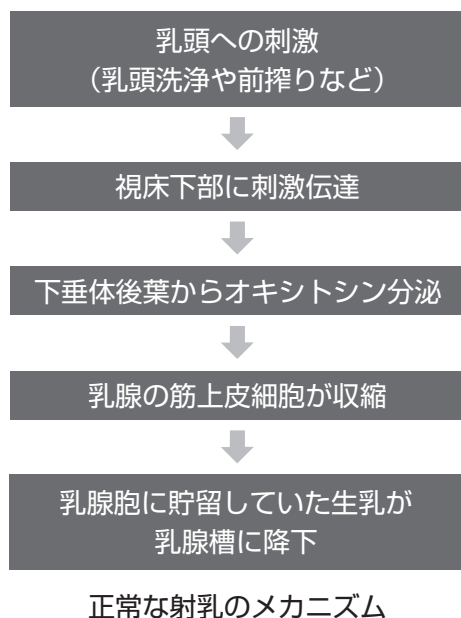 乳頭への刺激
(乳頭洗浄や前搾りなど)
視床下部に刺激伝達
下垂体後葉からオキシトシン分泌
乳腺の筋上皮細胞が収縮
乳腺胞に貯留していた生乳が
乳腺槽に降下
正常な射乳のメカニズム